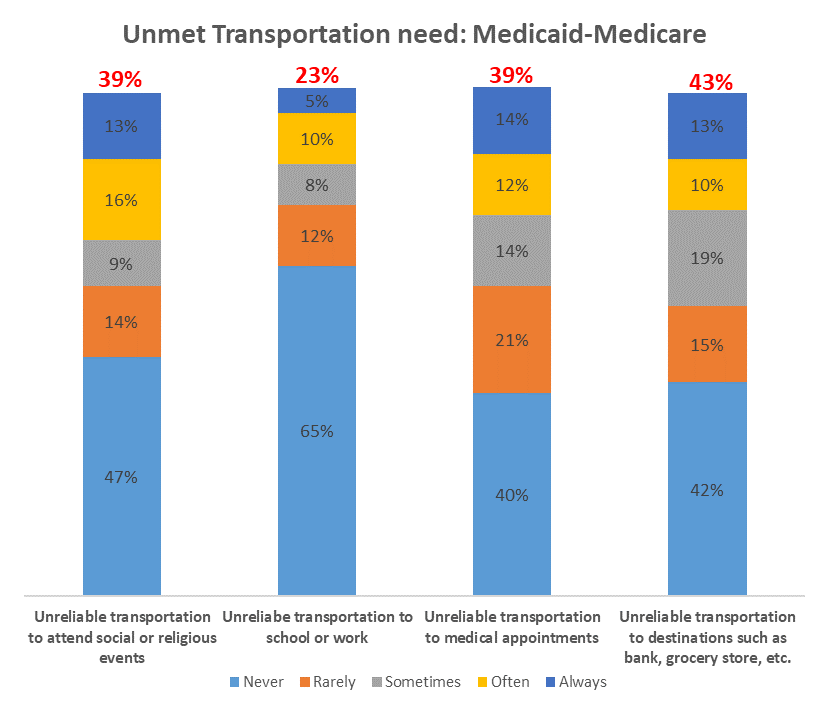 Unmet Transportation need: Medicaid-Medicare
39%
23%
39%
43%
13%
5%
14%
13%
16%
10%
12%
10%
9%
8%
14%
19%
14%
12%
21%
15%
47%
65%
40%
42%
Unreliable transportation
to attend social or religious
events
Unreliabe transportation to
school or work
Unreliable transportation
to medical appointments
Unreliable transportation
to destinations such as
bank, grocery store, etc.
Never Rarely Sometimes Often Always